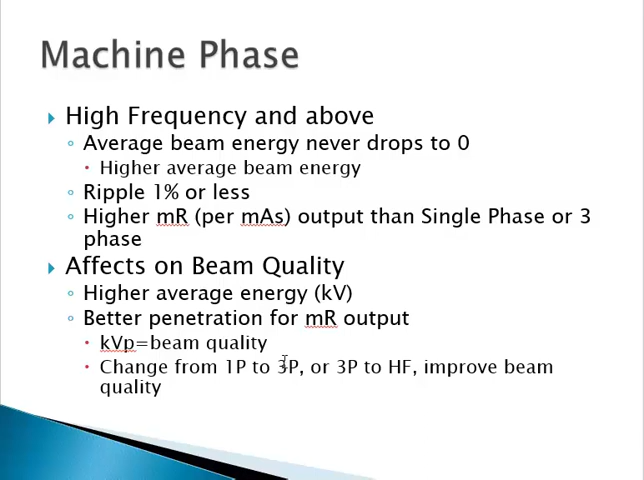 Machine Phase
High Frequency and above
Average beam energy never drops to 0
Higher average beam energy
Ripple 1% or less
Higher mR (per mAs) output than Single Phase or 3
phase
Affects on Beam Quality
Higher average energy (kV)
Better penetration for mR output
kVp=beam quality
Change from 1P to 3P, or 3P to HF, improve beam
quality